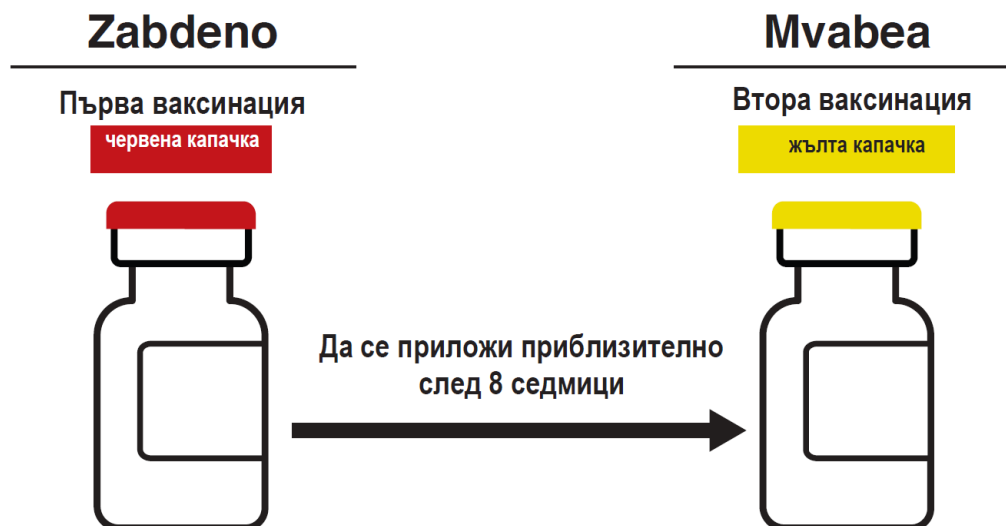 Zabdeno
Първа ваксинация
червена капачка
Да се приложи приблизително
след 8 седмици
Mvabea
Втора ваксинация
жълта капачка